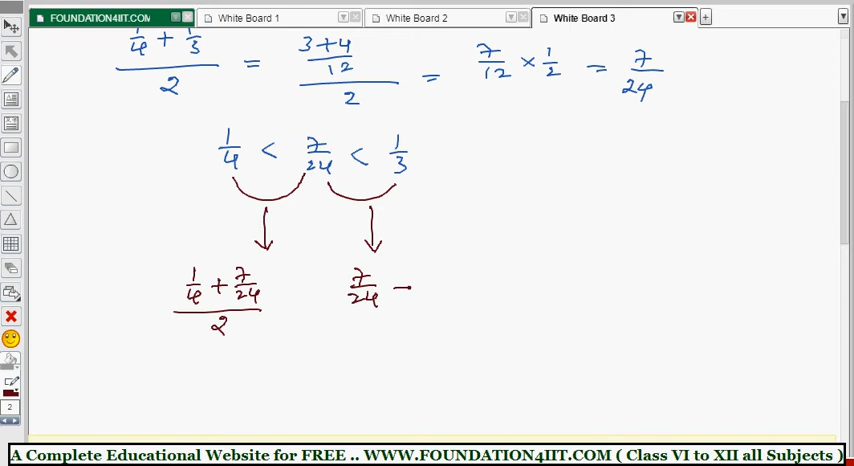 FOUNDATION4IIT.COM White Board 1 White Board 2 White Board 3
(1/4 + 1/3)/2 = ((3+4)/12)/2 = 7/12 × 1/2 = 7/24
1/4 < 7/24 < 1/3
(1/4 + 7/24)/2 7/24 –
2
A Complete Educational Website for FREE .. WWW.FOUNDATION4IIT.COM ( Class VI to XII all Subjects )